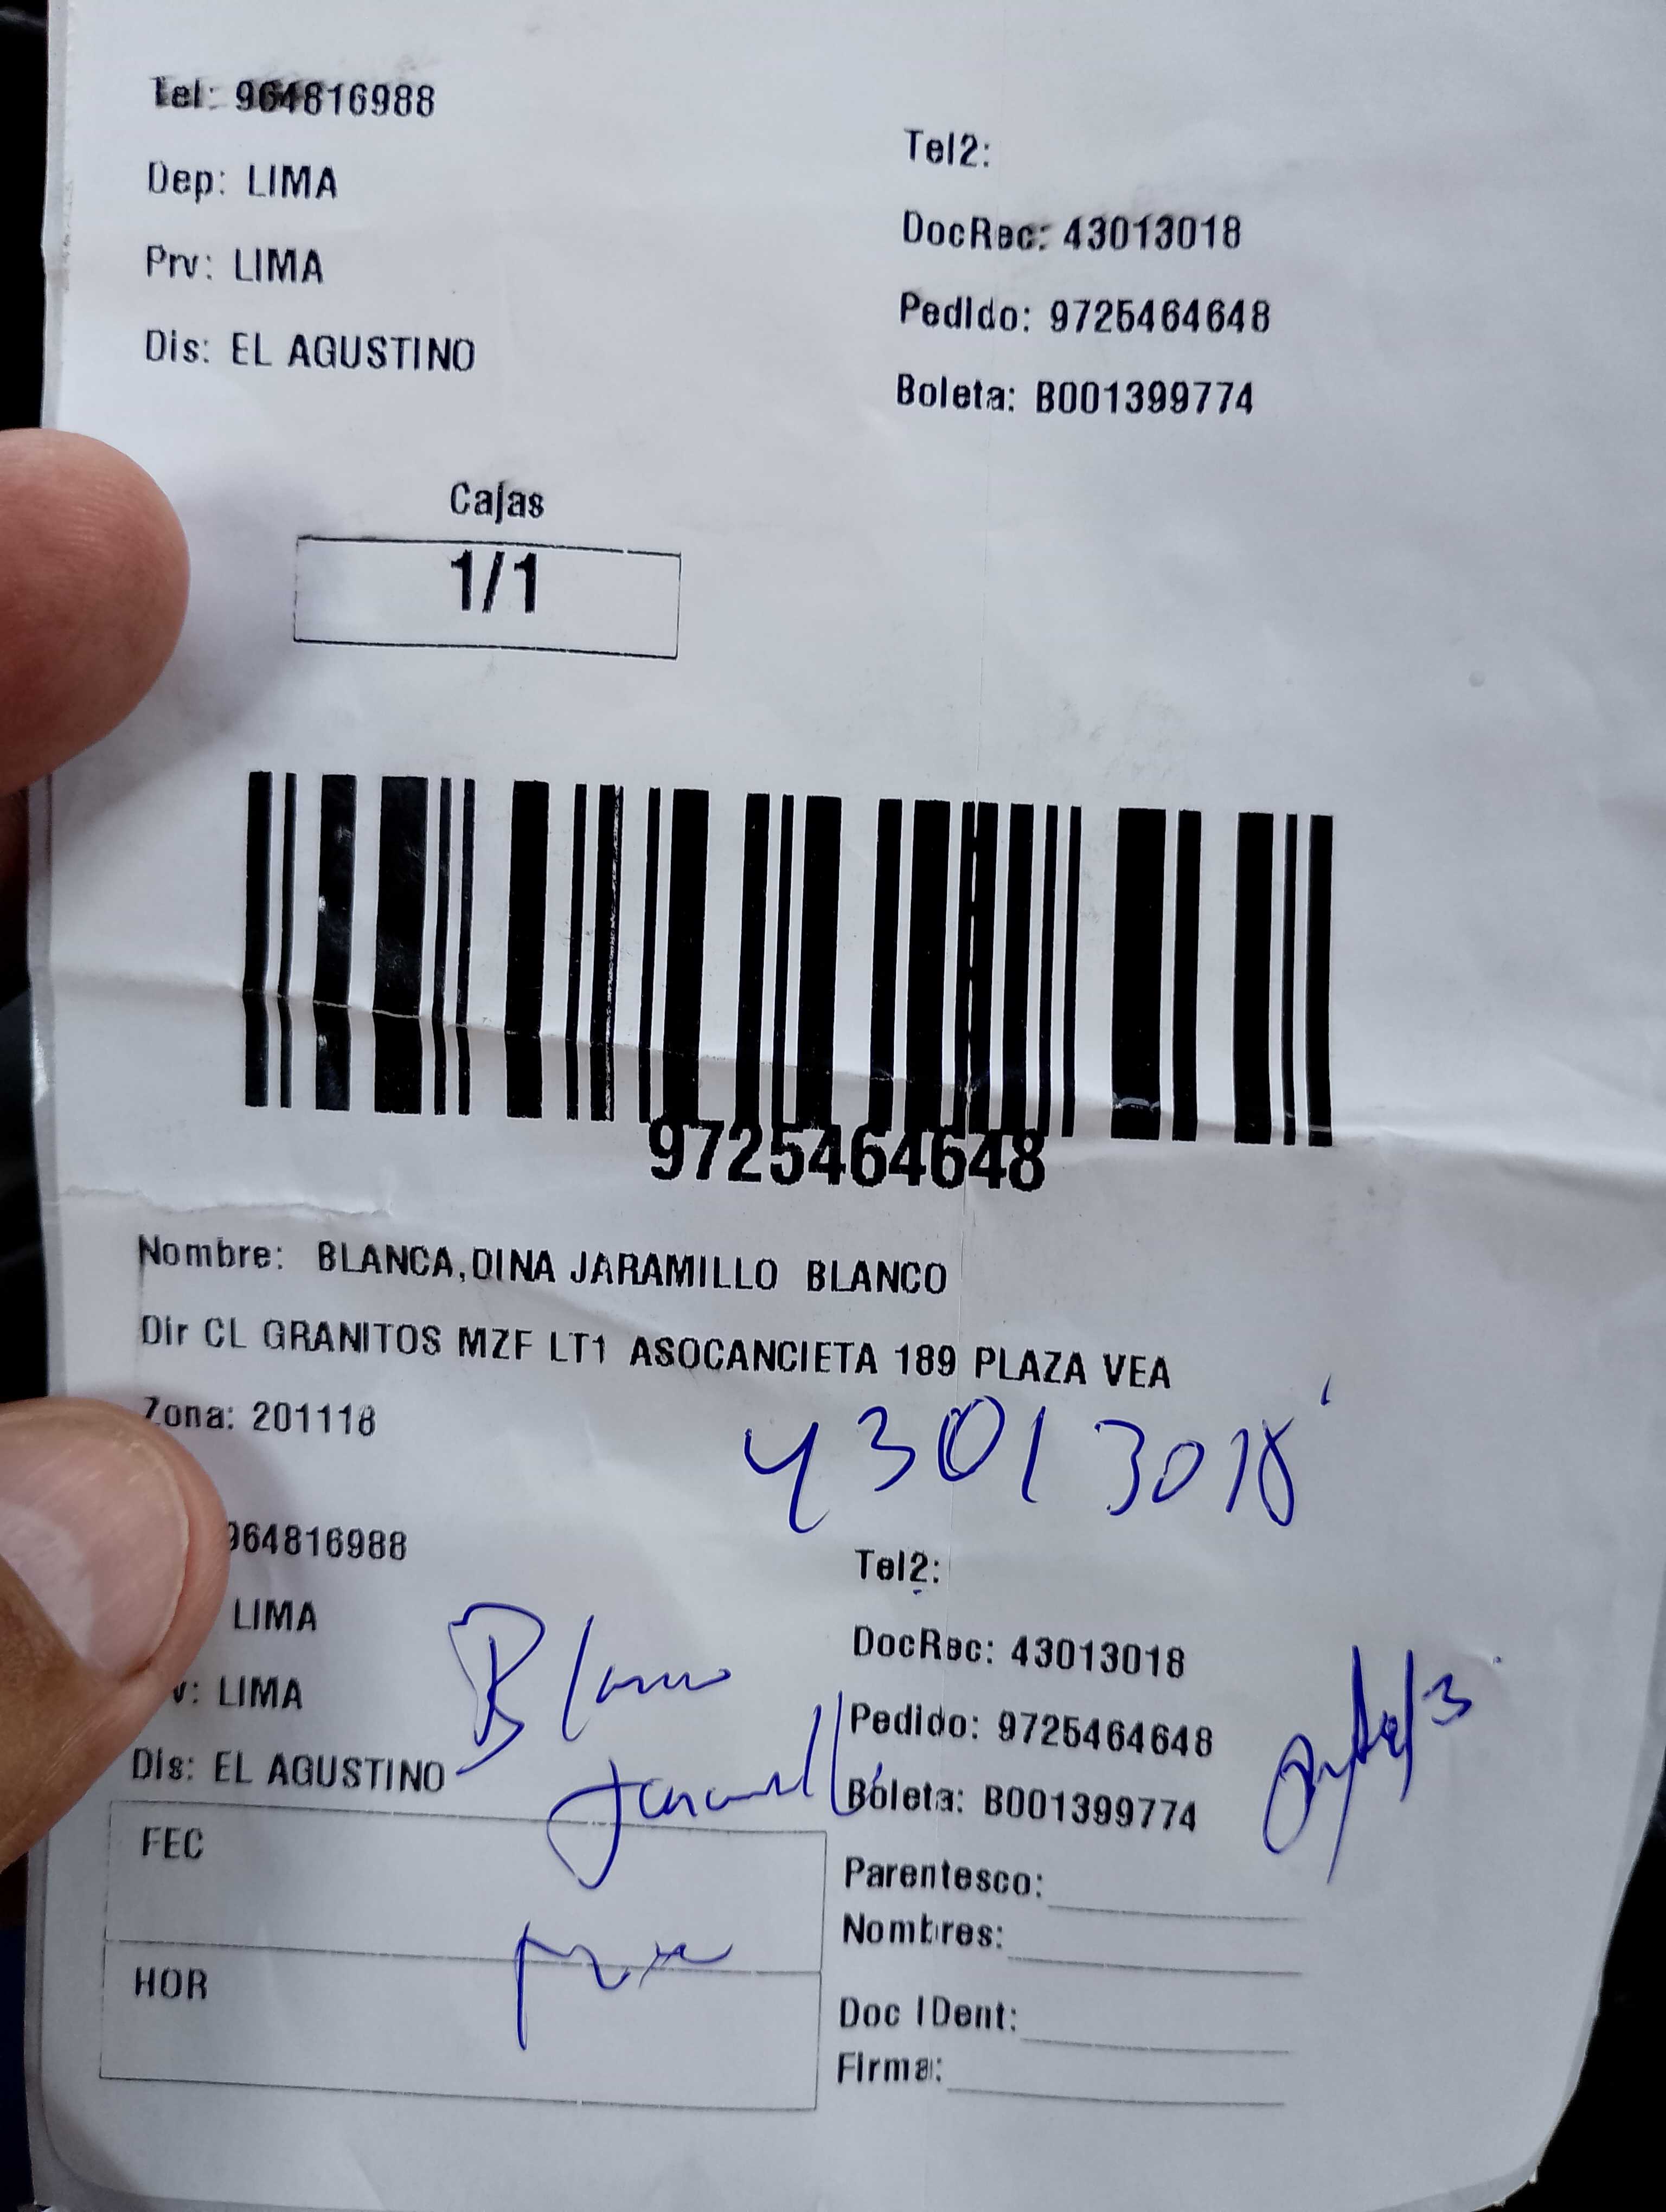 Tel: 964816988
Dep: LIMA
Prv: LIMA
Dis: EL AGUSTINO
Tel2:
DocRec: 43013018
Pedido: 9725464648
Boleta: B001399774
Cajas
1/1
9725464648
Nombre: BLANCA,DINA JARAMILLO BLANCO
Dir CL GRANITOS MZF LT1 ASOCANCIETA 189 PLAZA VEA
Zona: 201118
43013018
964816988
LIMA
v: LIMA
Dis: EL AGUSTINO
Tel2:
DocRec: 43013018
Pedido: 9725464648
Boleta: B001399774
Blanca
Jaramillo
FEC
HOR
Parentesco:
Nombres:
Doc IDent:
Firma: